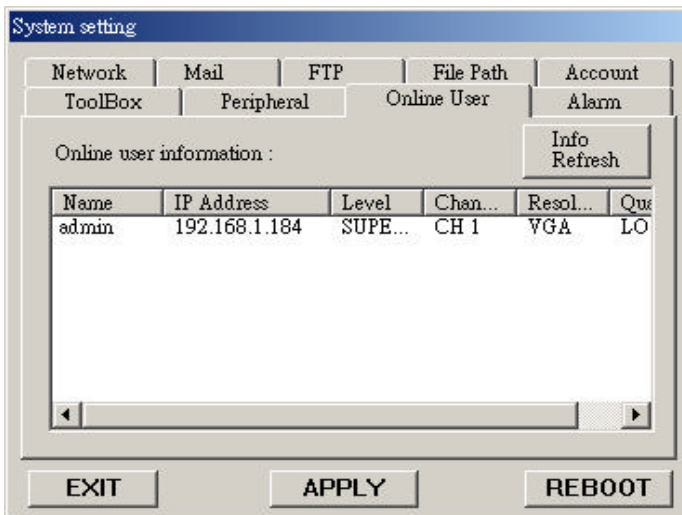 System setting
Network Mail FTP File Path Account
ToolBox Peripheral Online User Alarm
Online user information :
Info
Refresh
Name IP Address Level Chan... Resol... Qua
admin 192.168.1.184 SUPE... CH 1 VGA LO
EXIT APPLY REBOOT